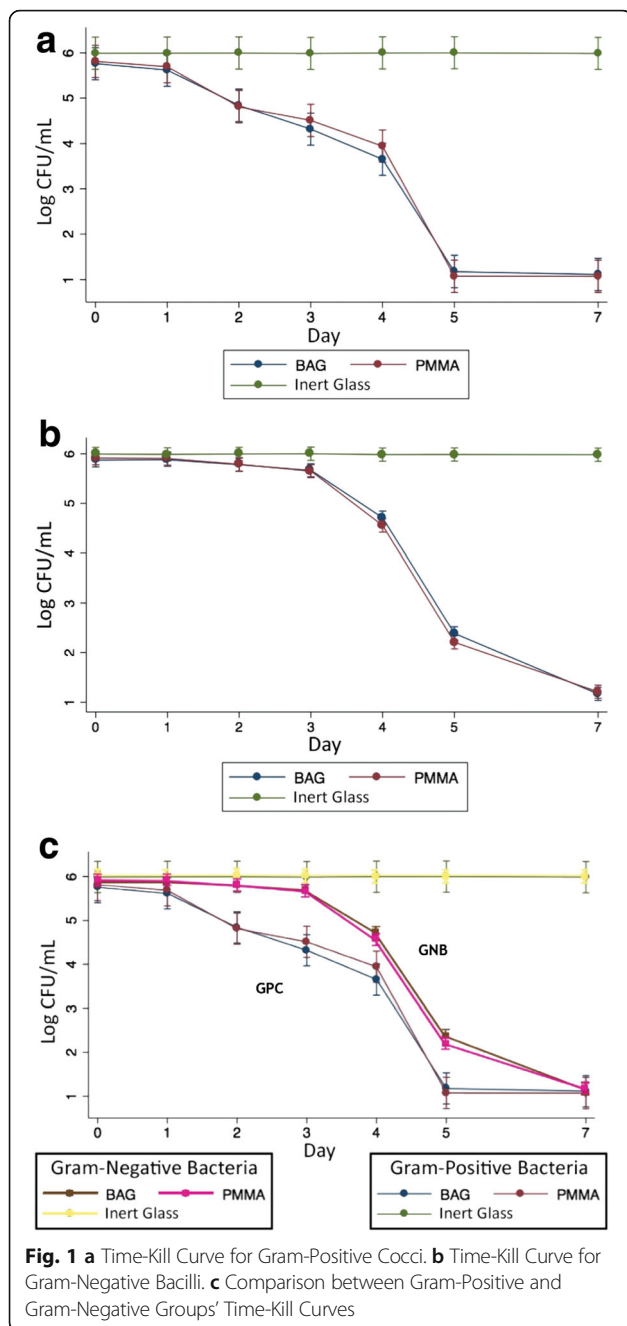 a
Log CFU/mL
6
5
4
3
2
1
0 1 2 3 4 5 7
Day
BAG PMMA
Inert Glass
b
Log CFU/mL
6
5
4
3
2
1
0 1 2 3 4 5 7
Day
BAG PMMA
Inert Glass
c
Log CFU/mL
6
5
4
3
2
1
GNB
GPC
0 1 2 3 4 5 7
Day
Gram-Negative Bacteria
BAG PMMA
Inert Glass
Gram-Positive Bacteria
BAG PMMA
Inert Glass
Fig. 1 a Time-Kill Curve for Gram-Positive Cocci. b Time-Kill Curve for
Gram-Negative Bacilli. c Comparison between Gram-Positive and
Gram-Negative Groups' Time-Kill Curves